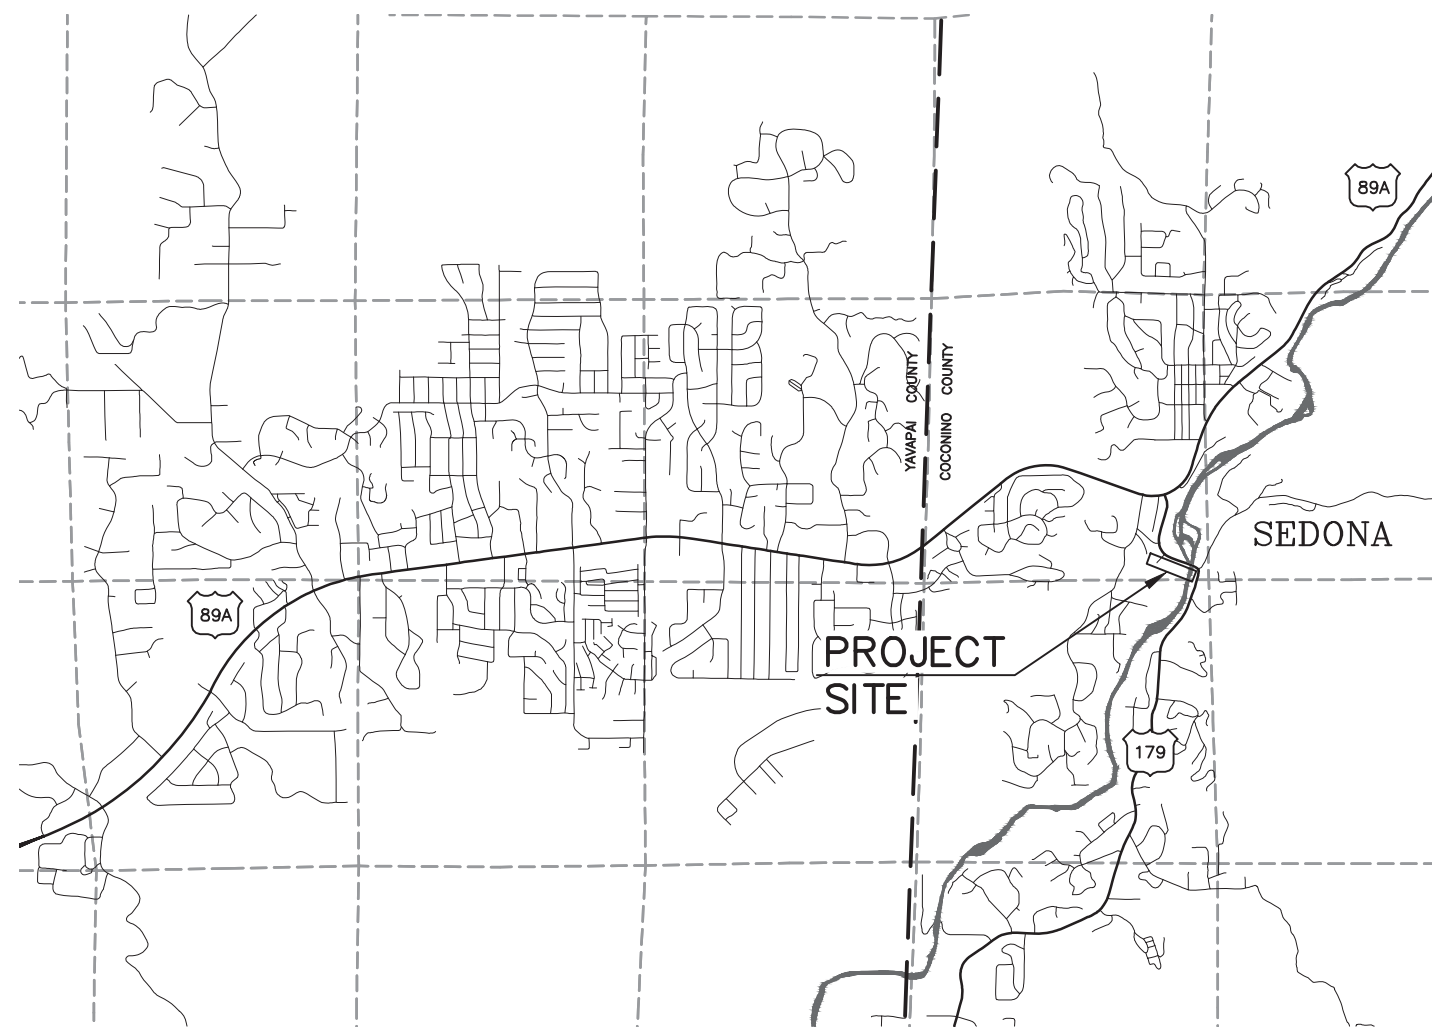 89A
YAVAPAI COUNTY
COCONINO COUNTY
SEDONA
89A
PROJECT
SITE
179